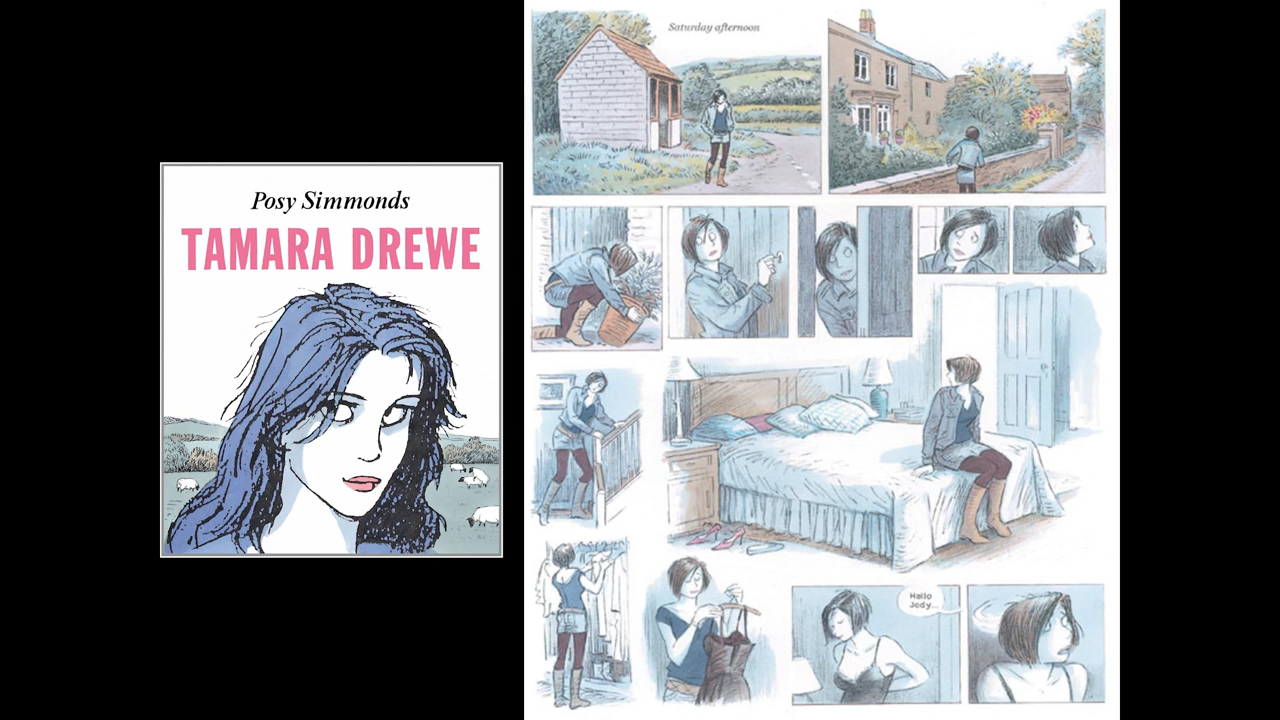 Posy Simmonds
TAMARA DREWE
Saturday afternoon
Hallo
Jody...